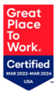 Great
Place
To
Work®
Certified
MAR 2023-MAR 2024
USA